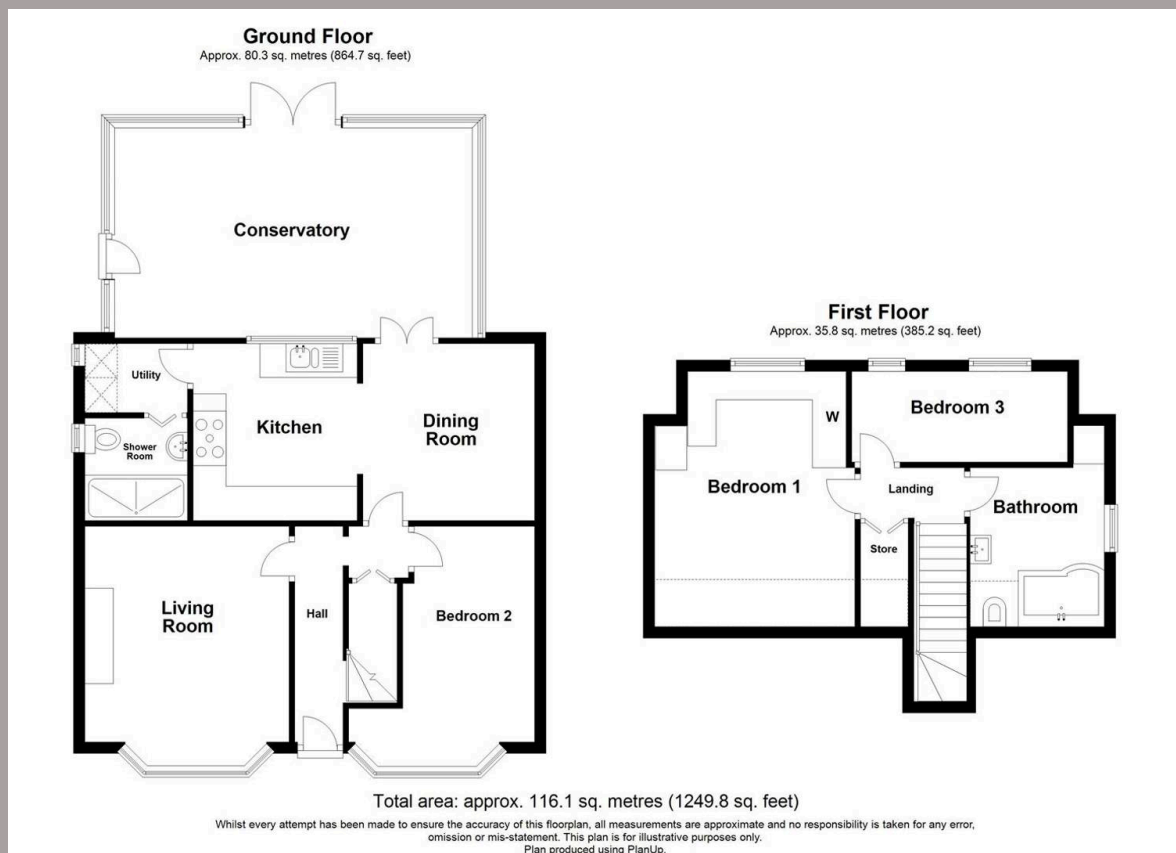 Ground Floor
Approx. 80.3 sq. metres (864.7 sq. feet)
Conservatory
Utility
Kitchen
Dining
Room
Shower
Room
Living
Room
Hall
Bedroom 2
First Floor
Approx. 35.8 sq. metres (385.2 sq. feet)
W
Bedroom 3
Bedroom 1
Landing
Bathroom
Store
Total area: approx. 116.1 sq. metres (1249.8 sq. feet)
Whilst every attempt has been made to ensure the accuracy of this floorplan, all measurements are approximate and no responsibility is taken for any error,
omission or mis-statement. This plan is for illustrative purposes only.
Plan produced using PlanUp.